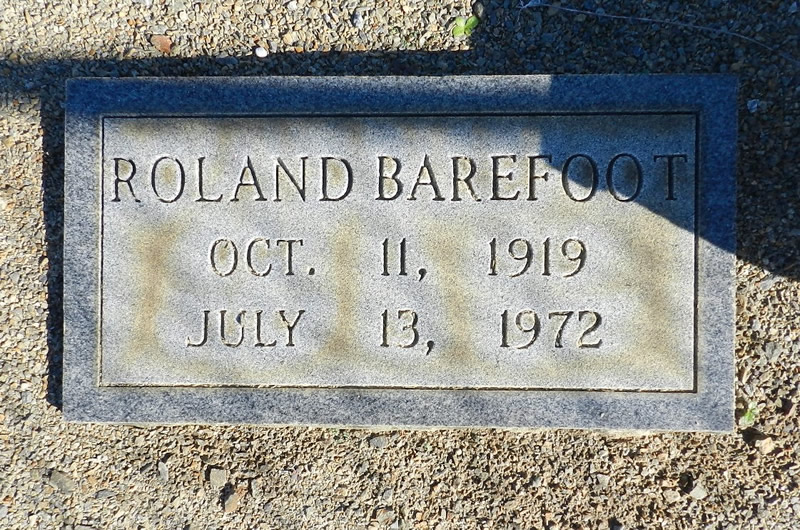 ROLAND BAREFOOT
OCT. 11, 1919
JULY 13, 1972